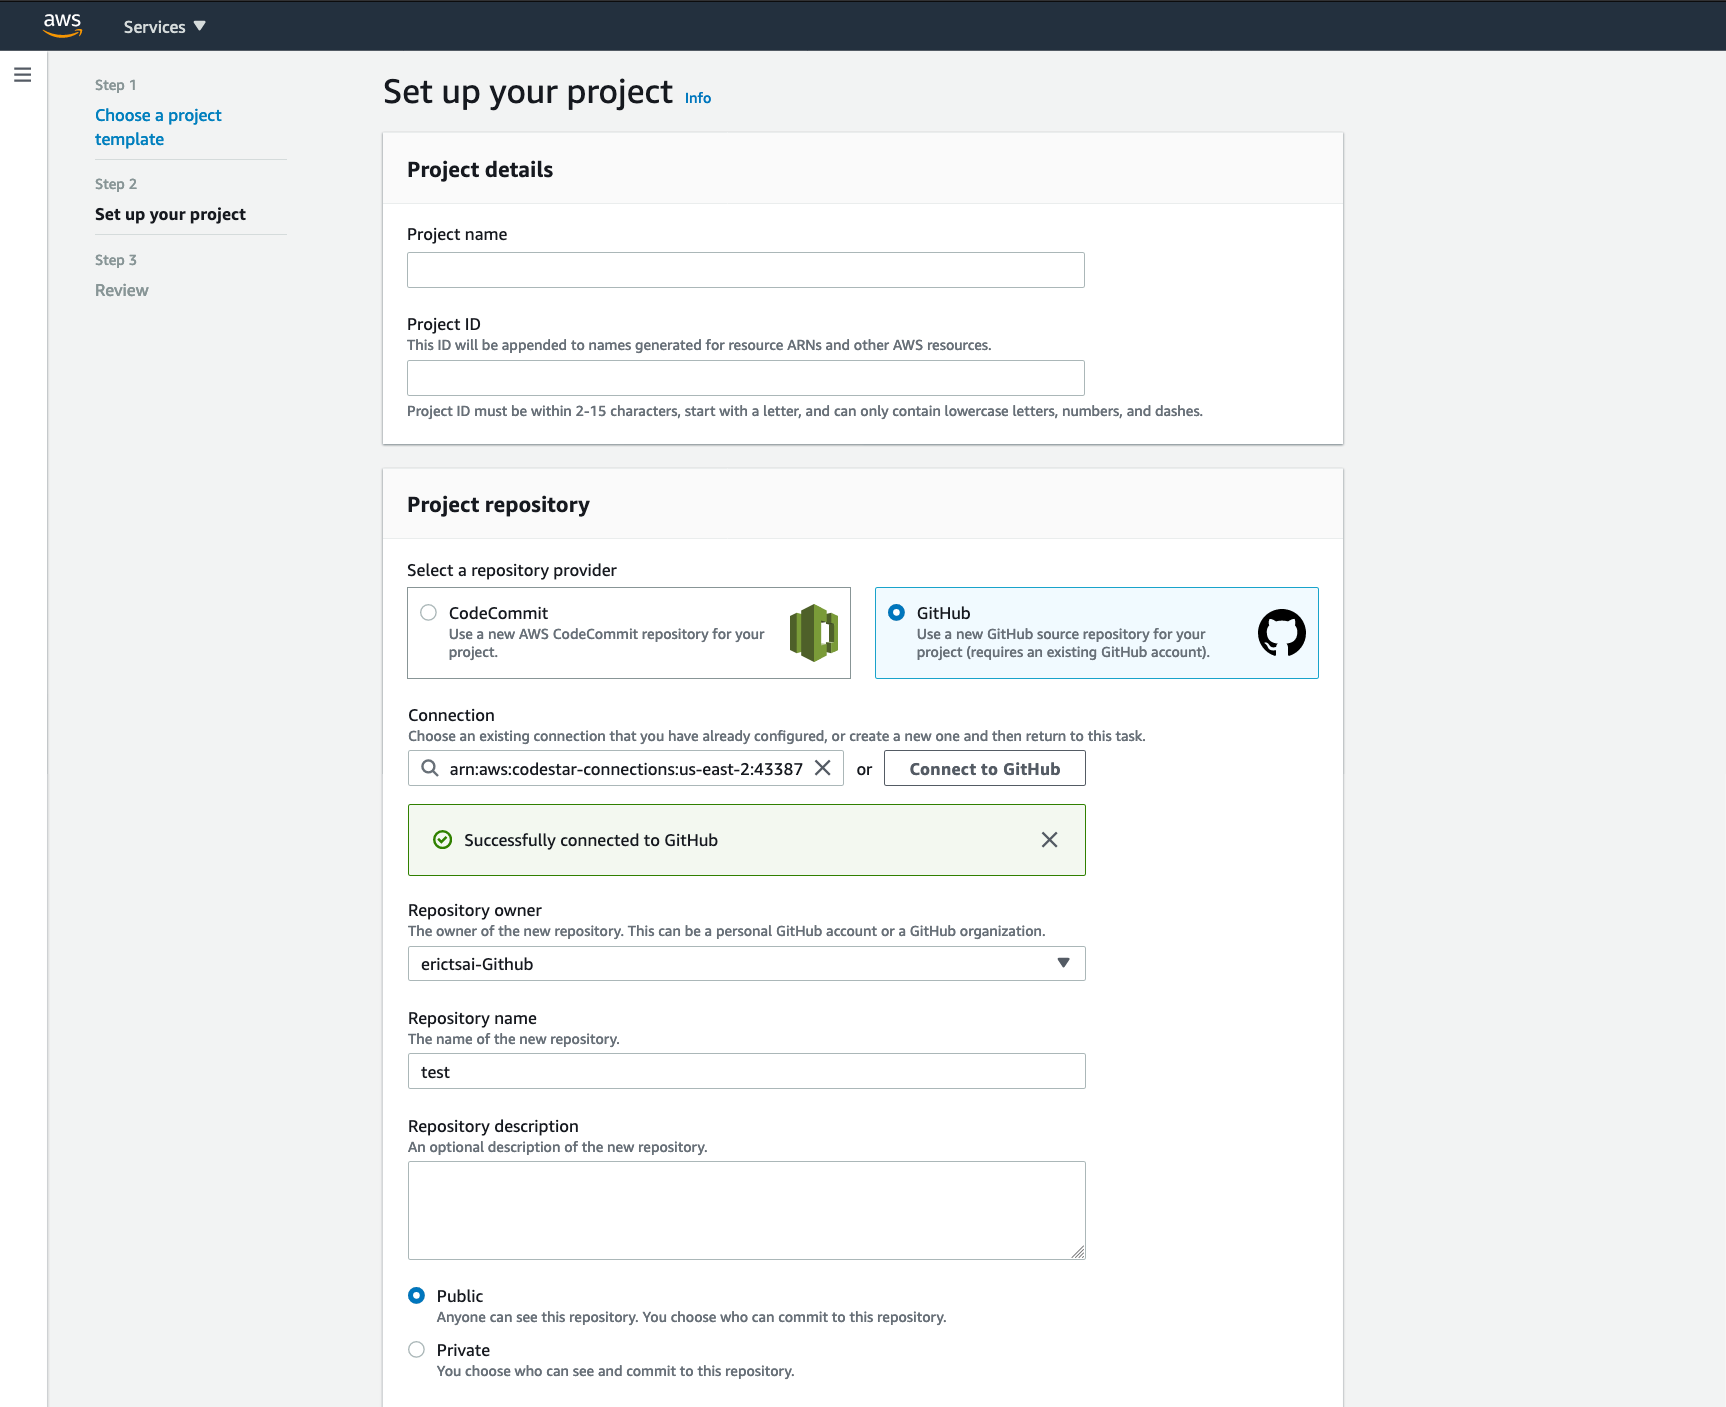 aws
Services
Step 1
Choose a project
template
Step 2
Set up your project
Step 3
Review
Set up your project Info
Project details
Project name
Project ID
This ID will be appended to names generated for resource ARNs and other AWS resources.
Project ID must be within 2-15 characters, start with a letter, and can only contain lowercase letters, numbers, and dashes.
Project repository
Select a repository provider
CodeCommit
Use a new AWS CodeCommit repository for your
project.
GitHub
Use a new GitHub source repository for your
project (requires an existing GitHub account).
Connection
Choose an existing connection that you have already configured, or create a new one and then return to this task.
arn:aws:codestar-connections:us-east-2:43387 or Connect to GitHub
Successfully connected to GitHub
Repository owner
The owner of the new repository. This can be a personal GitHub account or a GitHub organization.
erictsai-Github
Repository name
The name of the new repository.
test
Repository description
An optional description of the new repository.
Public
Anyone can see this repository. You choose who can commit to this repository.
Private
You choose who can see and commit to this repository.